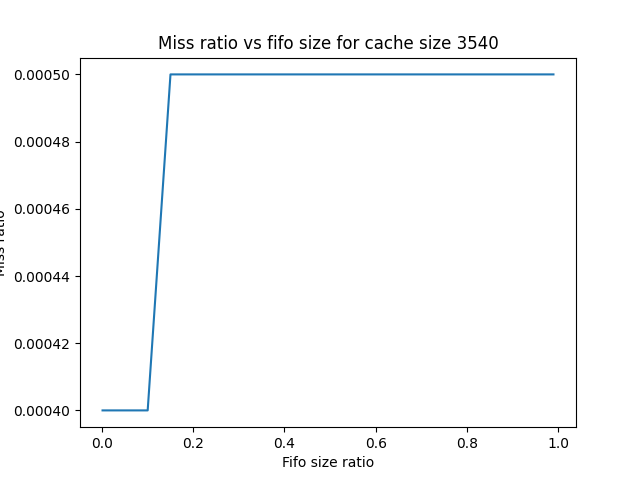 Miss ratio vs fifo size for cache size 3540
0.00050
0.00048
0.00046
0.00044
0.00042
0.00040
Miss ratio
0.0 0.2 0.4 0.6 0.8 1.0
Fifo size ratio